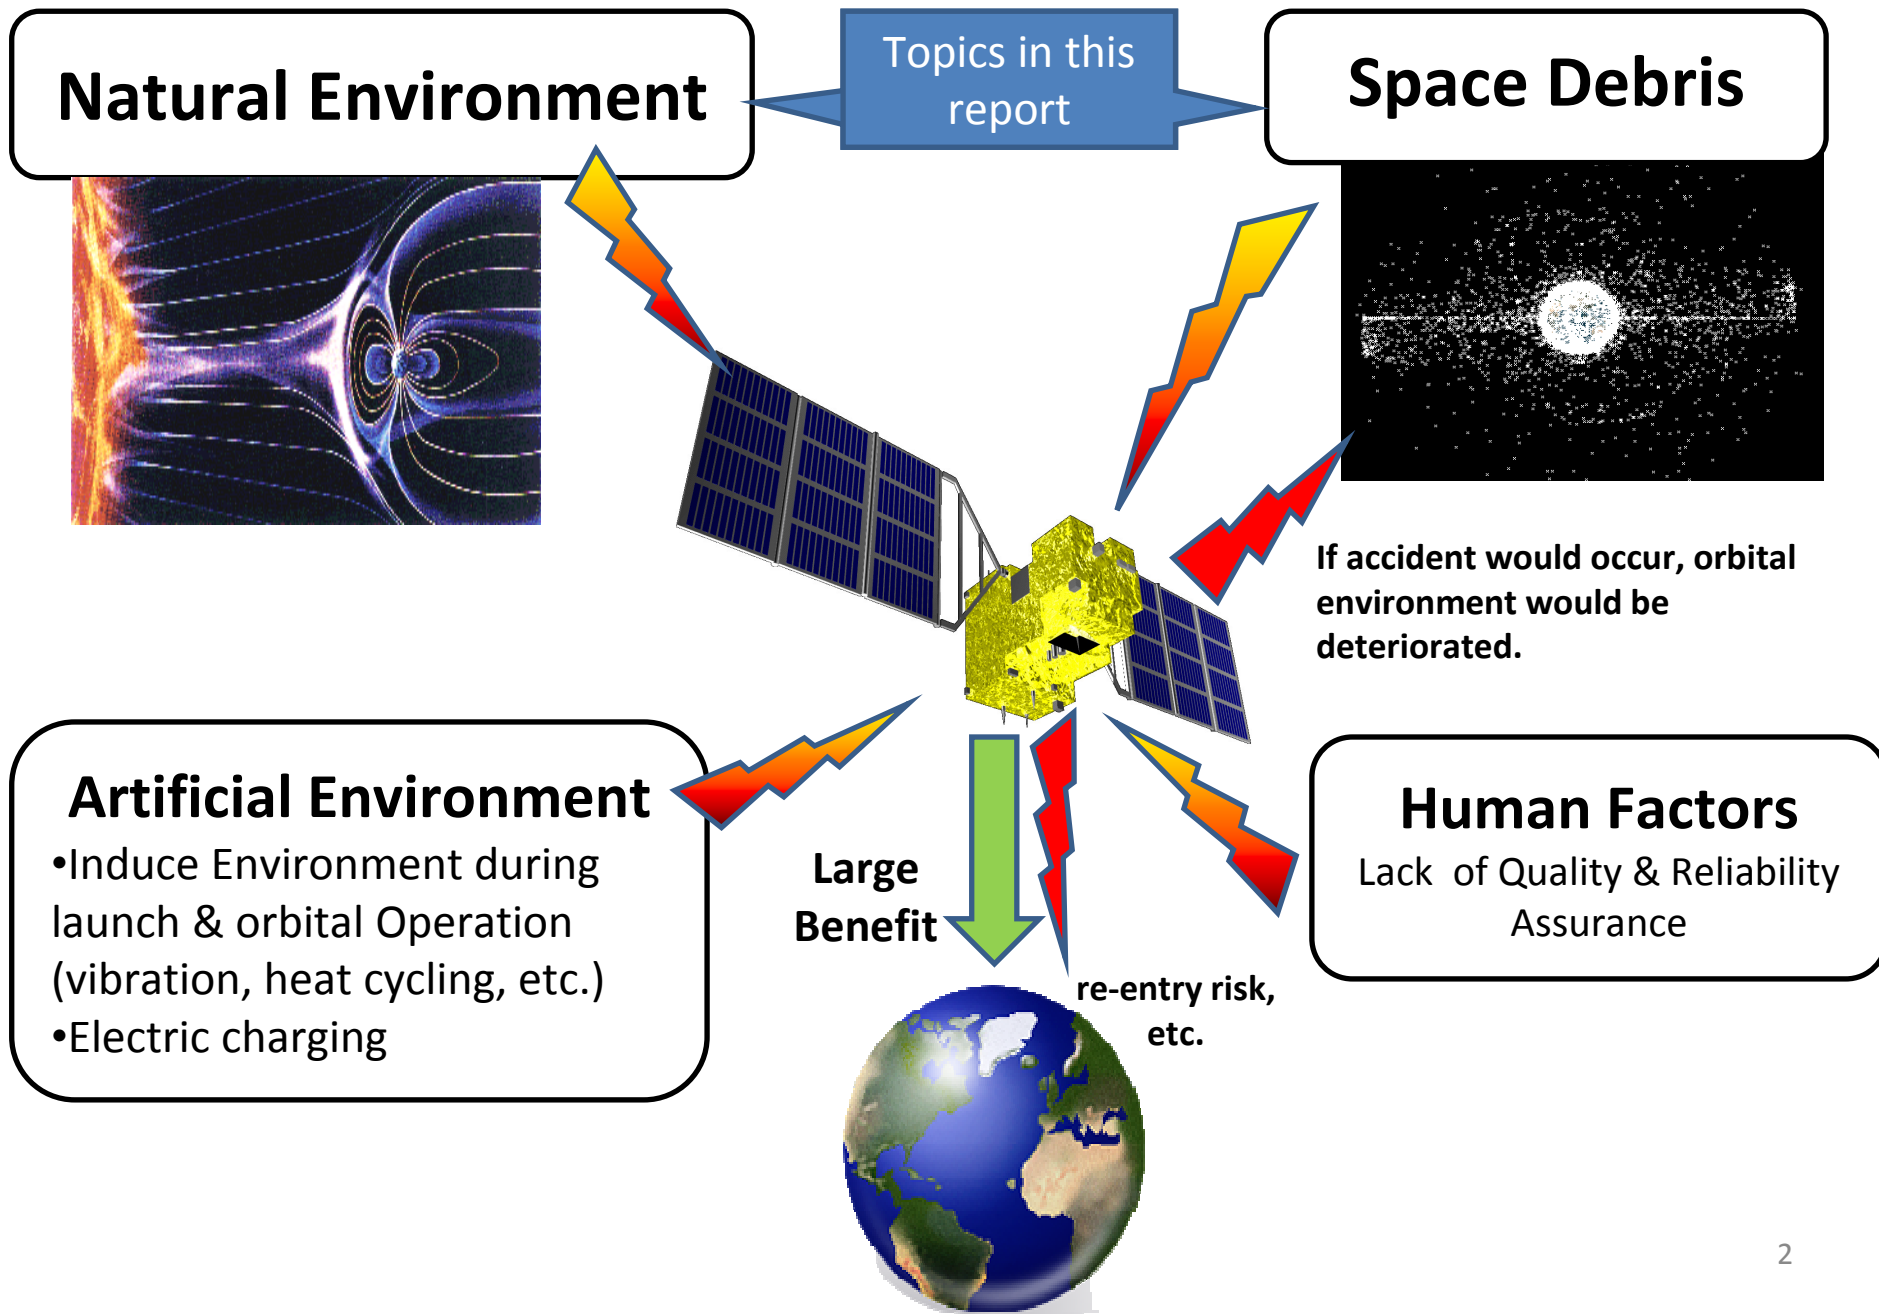 Natural Environment
Topics in this
report
Space Debris
If accident would occur, orbital
environment would be
deteriorated.
Artificial Environment
•Induce Environment during
launch & orbital Operation
(vibration, heat cycling, etc.)
•Electric charging
Large
Benefit
re-entry risk,
etc.
Human Factors
Lack of Quality & Reliability
Assurance
2